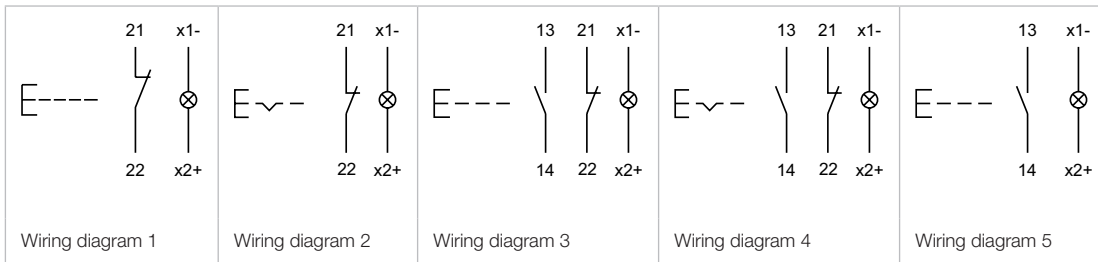 21 x1-
22 x2+
Wiring diagram 1
21 x1-
22 x2+
Wiring diagram 2
13 21 x1-
14 22 x2+
Wiring diagram 3
13 21 x1-
14 22 x2+
Wiring diagram 4
13 x1-
14 x2+
Wiring diagram 5